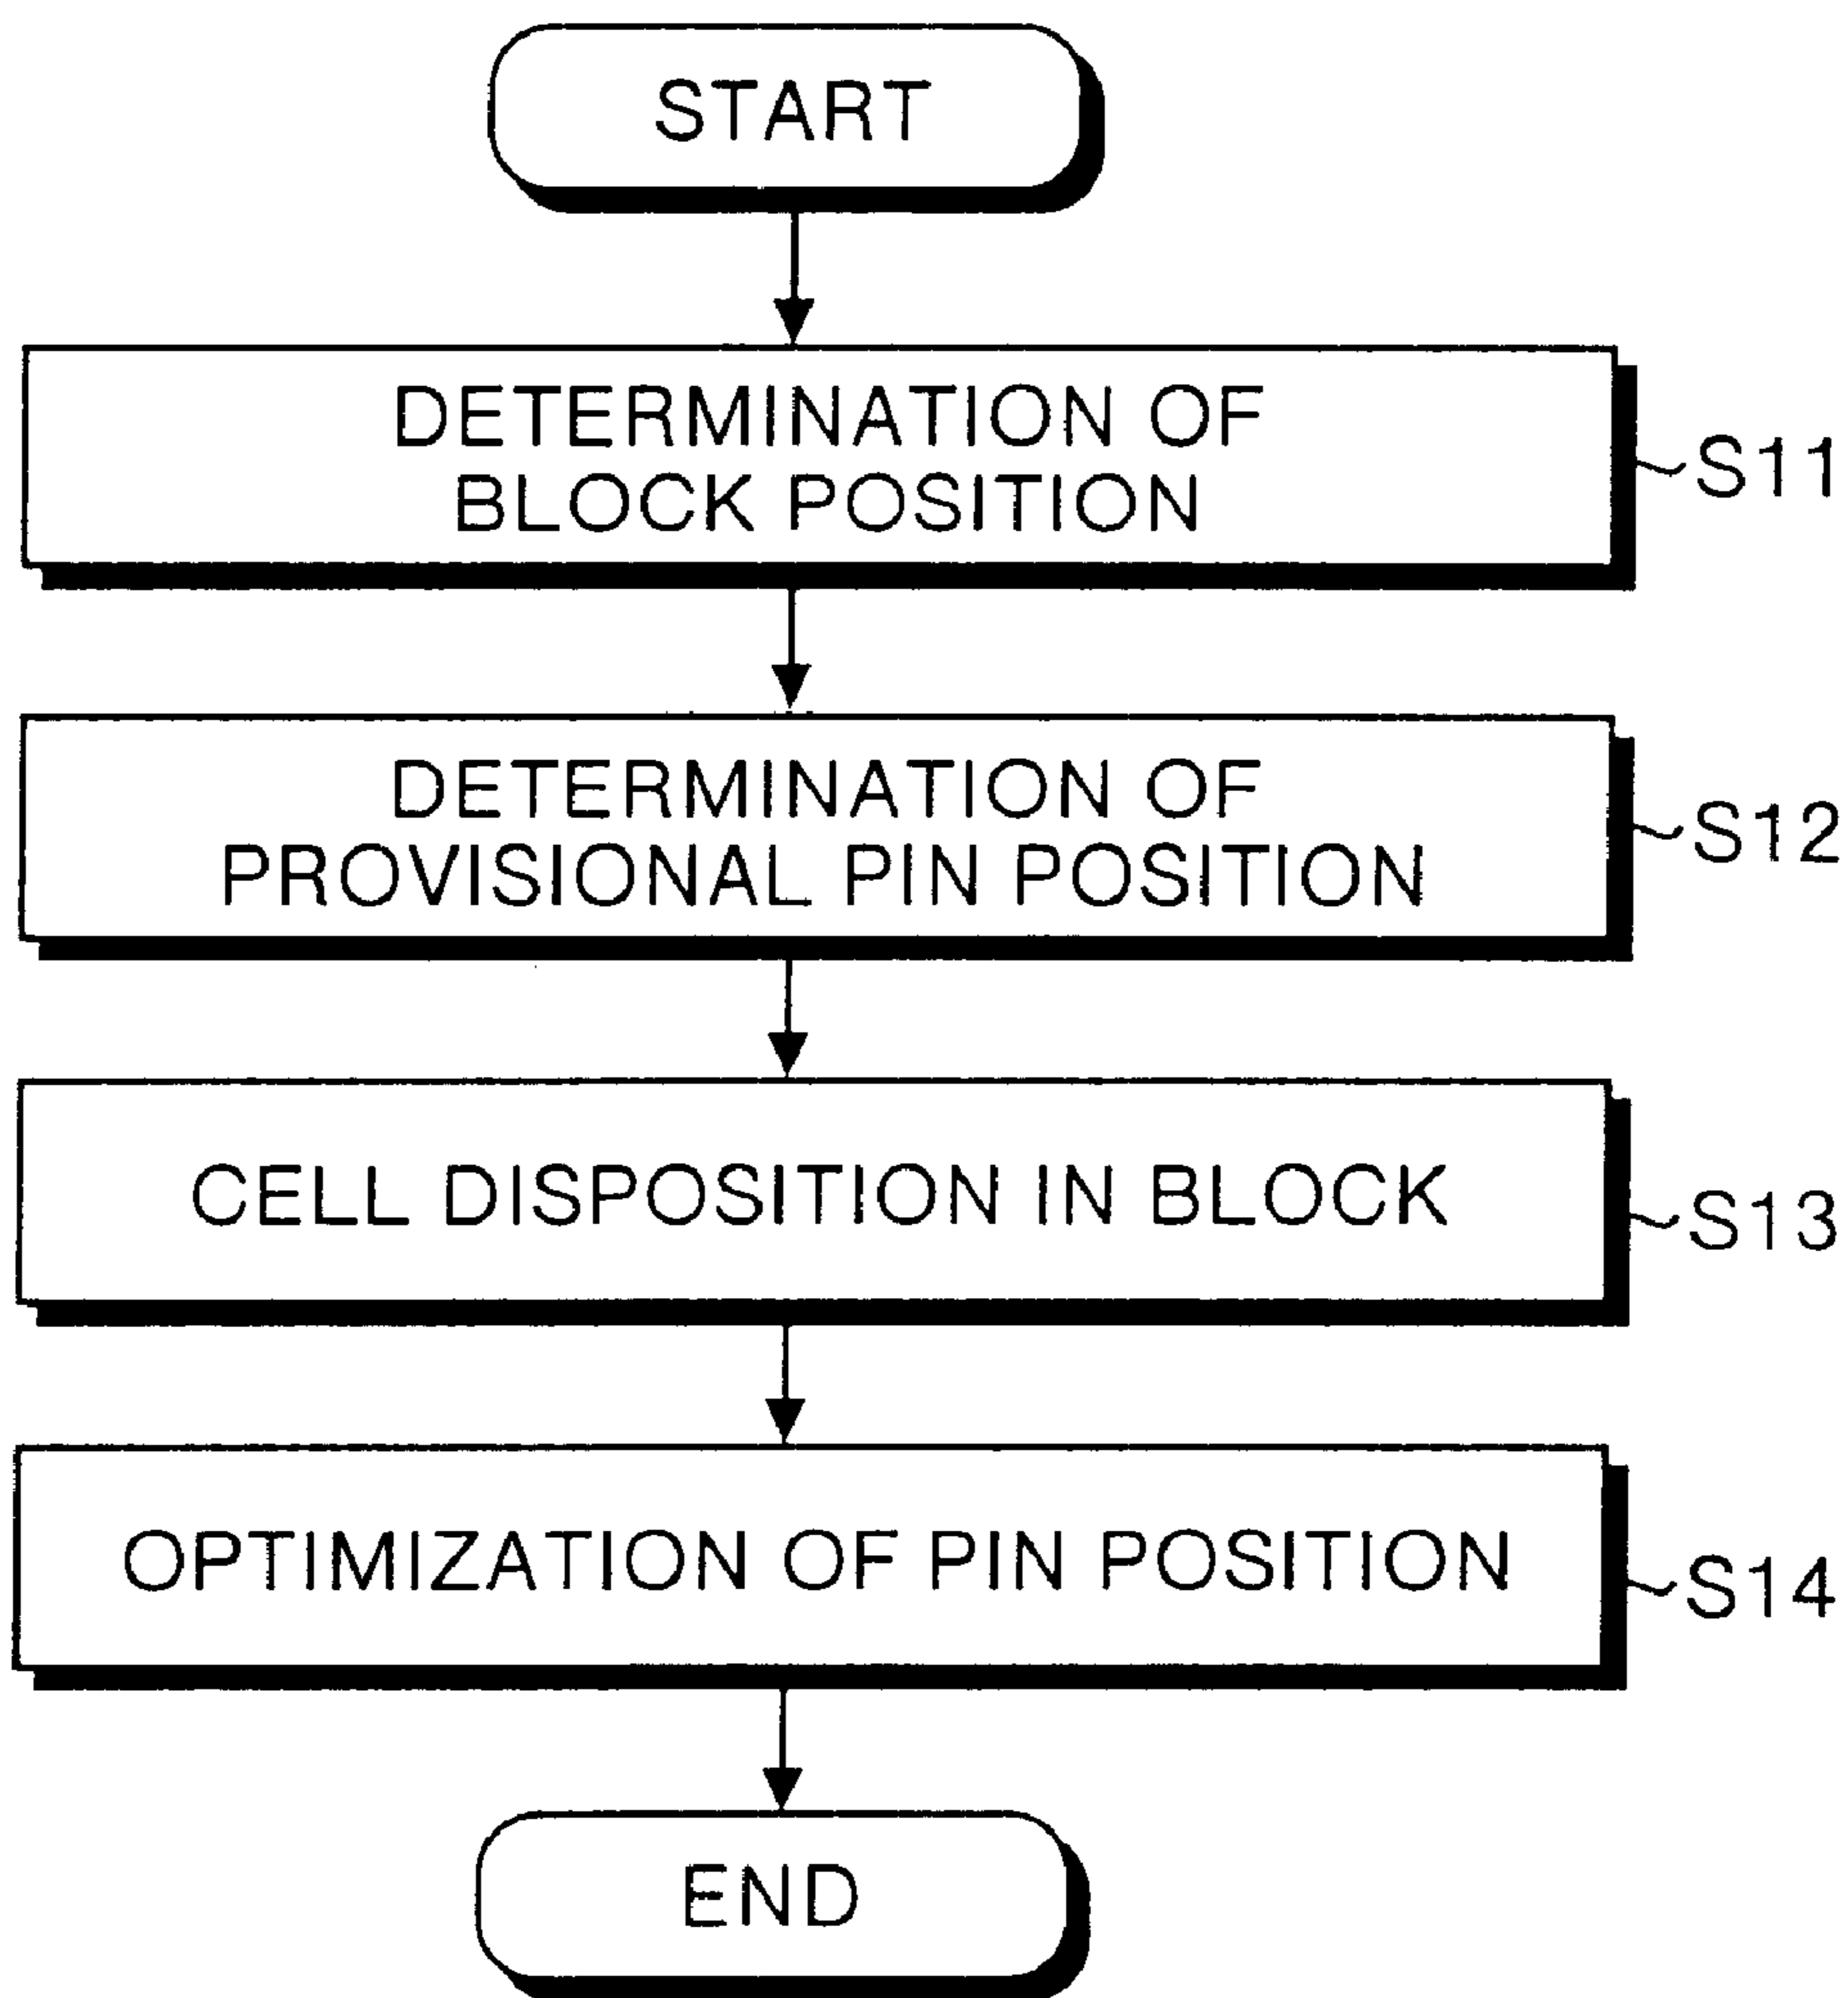 START
DETERMINATION OF
BLOCK POSITION
S11
DETERMINATION OF
PROVISIONAL PIN POSITION
S12
CELL DISPOSITION IN BLOCK
S13
OPTIMIZATION OF PIN POSITION
S14
END